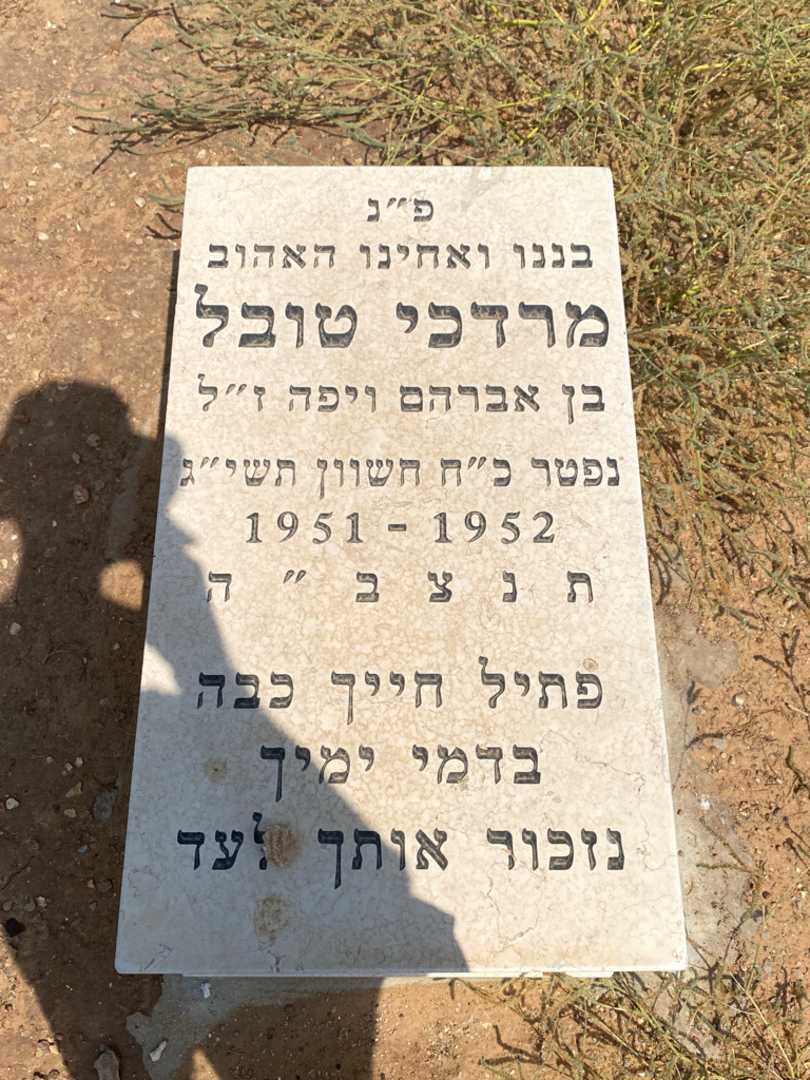 פ״נ
בננו ואחינו האהוב
מרדכי טובל
בן אברהם ויפה ז״ל
נפטר כ״ח חשוון תשי״ג
1951 - 1952
ת נ צ ב ״ ה
פתיל חייך כבה
בדמי ימיך
נזכור אותך לעד